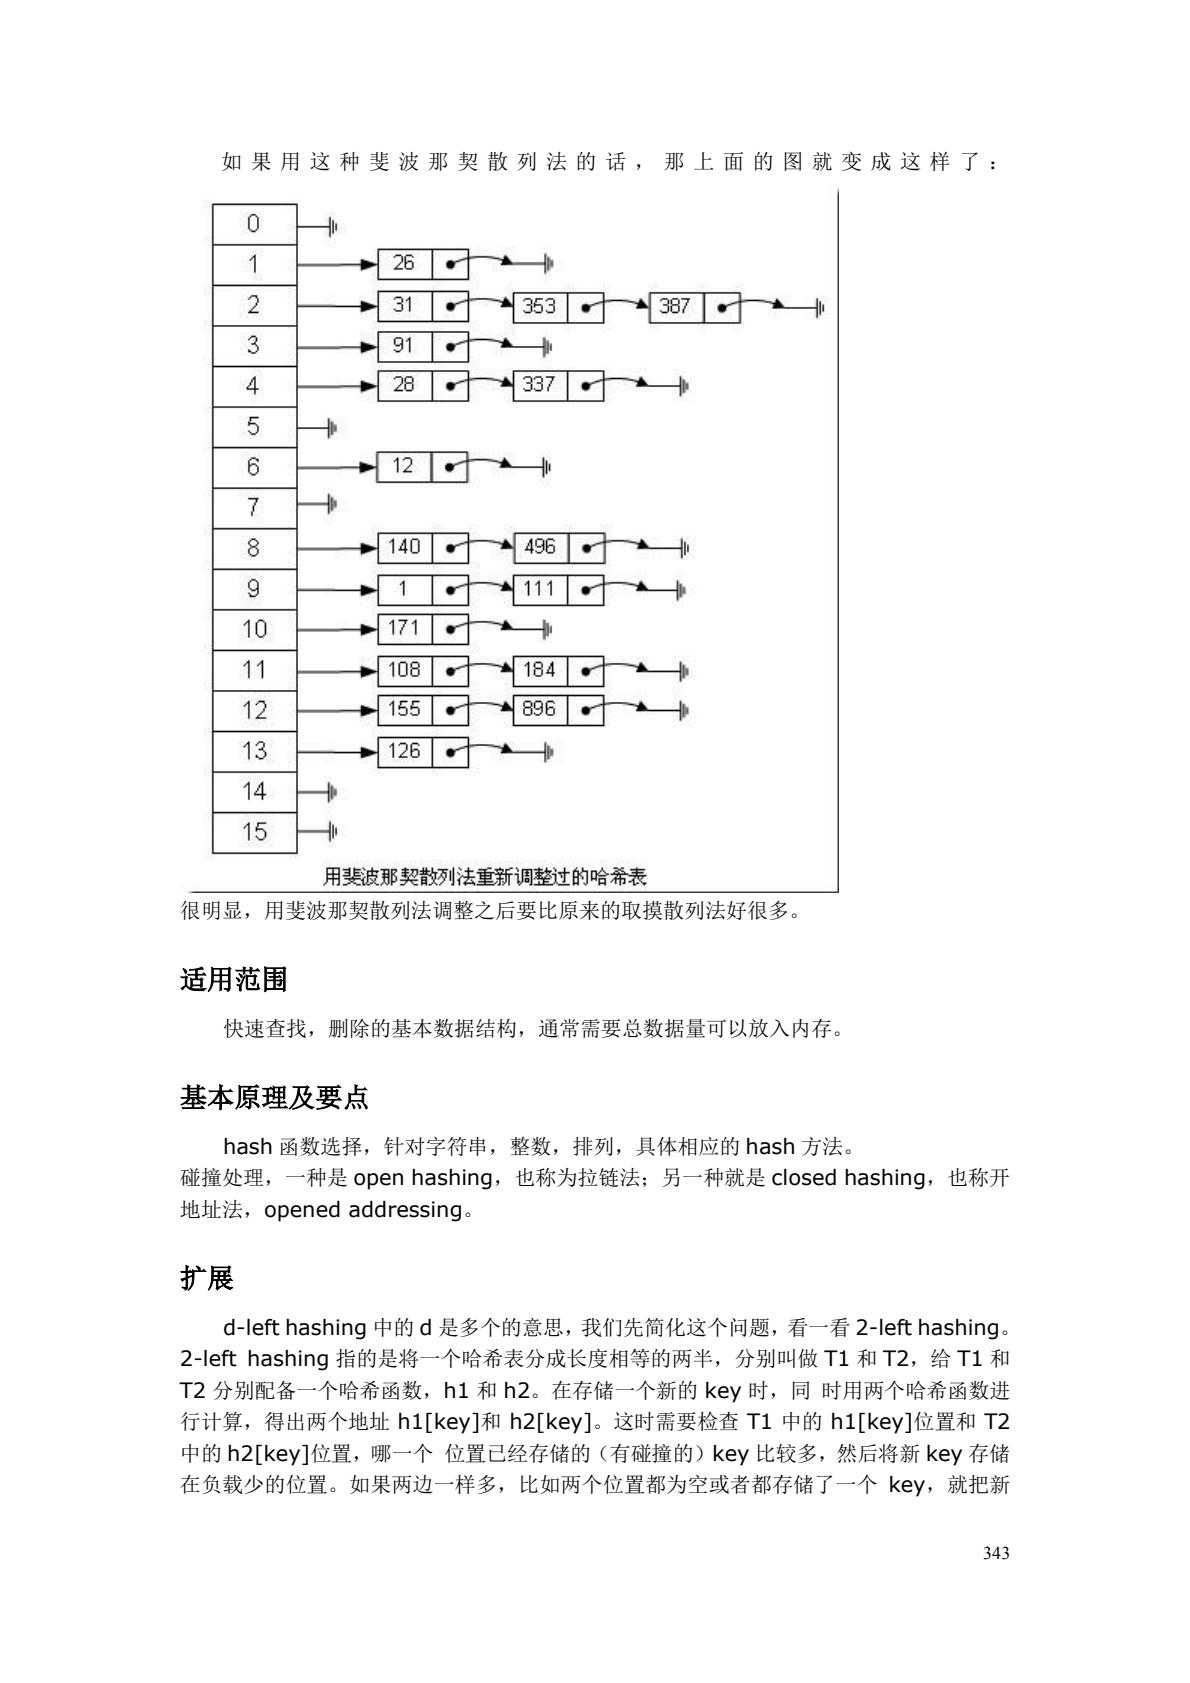 如果用这种斐波那契散列法的话，那上面的图就变成这样了：
0
1 26
2 31 353 387
3 91
4 28 337
5
6 12
7
8 140 496
9 1 111
10 171
11 108 184
12 155 896
13 126
14
15
用斐波那契散列法重新调整过的哈希表
很明显，用斐波那契散列法调整之后要比原来的取摸散列法好很多。
适用范围
快速查找，删除的基本数据结构，通常需要总数据量可以放入内存。
基本原理及要点
hash 函数选择，针对字符串，整数，排列，具体相应的 hash 方法。
碰撞处理，一种是 open hashing，也称为拉链法；另一种就是 closed hashing，也称开
地址法，opened addressing。
扩展
d-left hashing 中的 d 是多个的意思，我们先简化这个问题，看一看 2-left hashing。
2-left hashing 指的是将一个哈希表分成长度相等的两半，分别叫做 T1 和 T2，给 T1 和
T2 分别配备一个哈希函数，h1 和 h2。在存储一个新的 key 时，同 时用两个哈希函数进
行计算，得出两个地址 h1[key]和 h2[key]。这时需要检查 T1 中的 h1[key]位置和 T2
中的 h2[key]位置，哪一个 位置已经存储的（有碰撞的）key 比较多，然后将新 key 存储
在负载少的位置。如果两边一样多，比如两个位置都为空或者都存储了一个 key，就把新
343